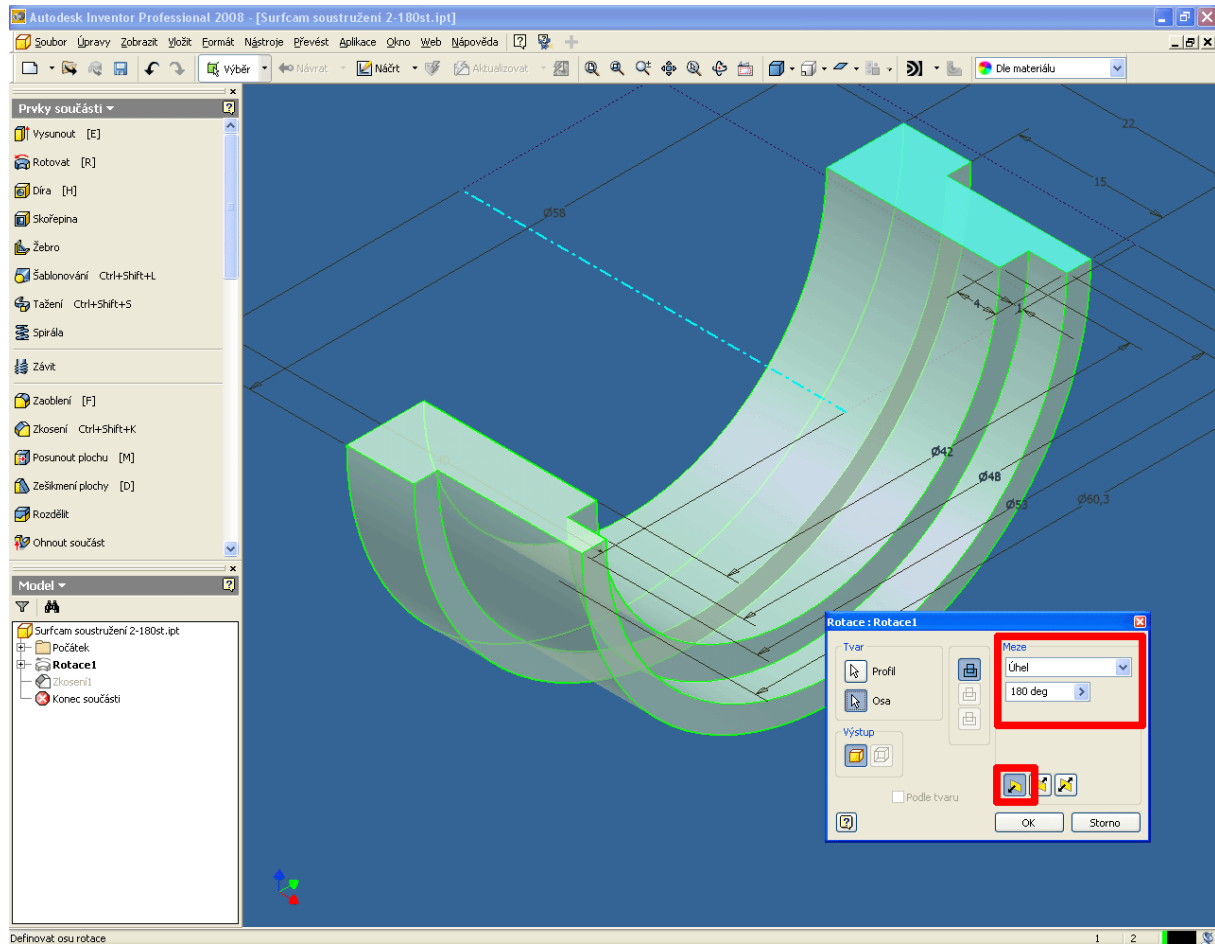 Autodesk Inventor Professional 2008 - [Surfcam soustružení 2-180st.ipt]
Soubor Úpravy Zobrazit Vložit Formát Nástroje Převést Aplikace Okno Web Nápověda
Výběr Návrat Náčrt Aktualizovat Dle materiálu
Prvky součásti
Vysunout [E]
Rotovat [R]
Díra [H]
Skořepina
Žebro
Šablonování Ctrl+Shift+L
Tažení Ctrl+Shift+S
Spirála
Závit
Zaoblení [F]
Zkosení Ctrl+Shift+K
Posunout plochu [M]
Zešikmení plochy [D]
Rozdělit
Ohnout součást
Model
Surfcam soustružení 2-180st.ipt
Počátek
Rotace1
Zkosení1
Konec součásti
22
15
Ø58
4
1
Ø42
Ø48
Ø53
Ø60,3
Rotace : Rotace1
Tvar
Profil
Osa
Výstup
Meze
Úhel
180 deg
Podle tvaru
OK
Storno
Definovat osu rotace
1 2